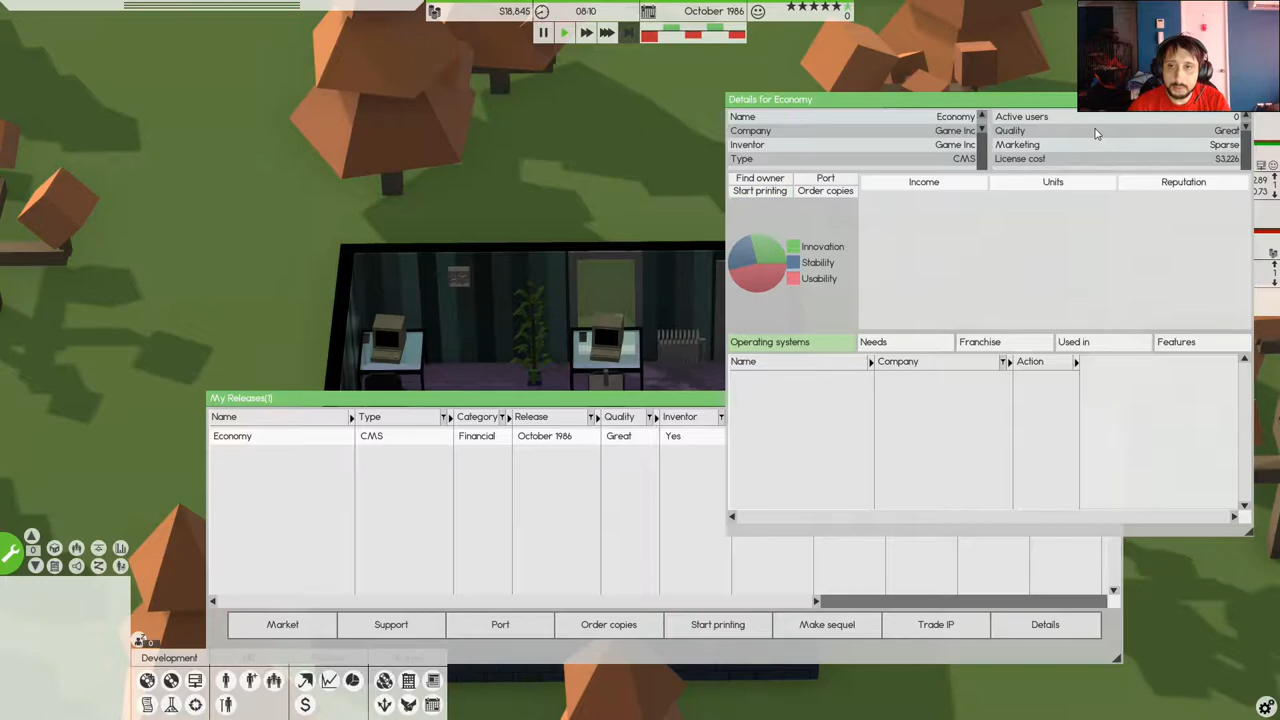 $18,845 08:10 October 1986 0
Details for Economy
Name Economy
Company Game Inc
Inventor Game Inc
Type CMS
Active users 0
Quality Great
Marketing Sparse
License cost $3,226
Find owner Port
Start printing Order copies
Income Units Reputation
Innovation
Stability
Usability
Operating systems Needs Franchise Used in Features
Name Company Action
My Releases(1)
Name Type Category Release Quality Inventor
Economy CMS Financial October 1986 Great Yes
Market Support Port Order copies Start printing Make sequel Trade IP Details
0
0
Development